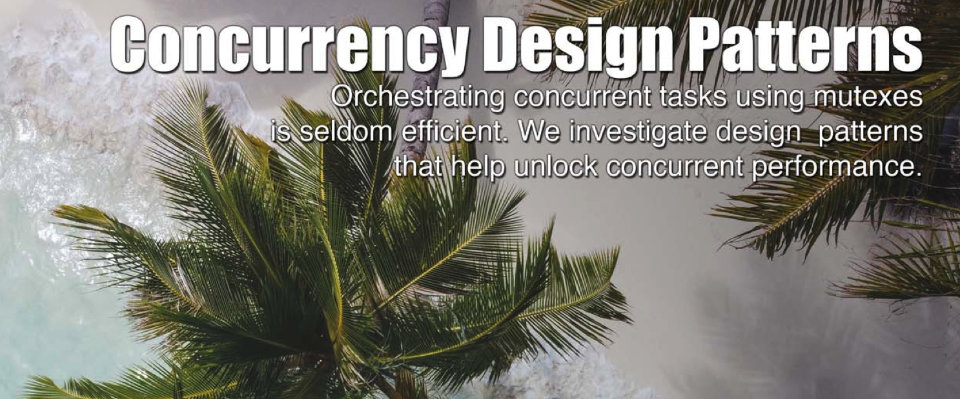 Concurrency Design Patterns
Orchestrating concurrent tasks using mutexes
is seldom efficient. We investigate design patterns
that help unlock concurrent performance.